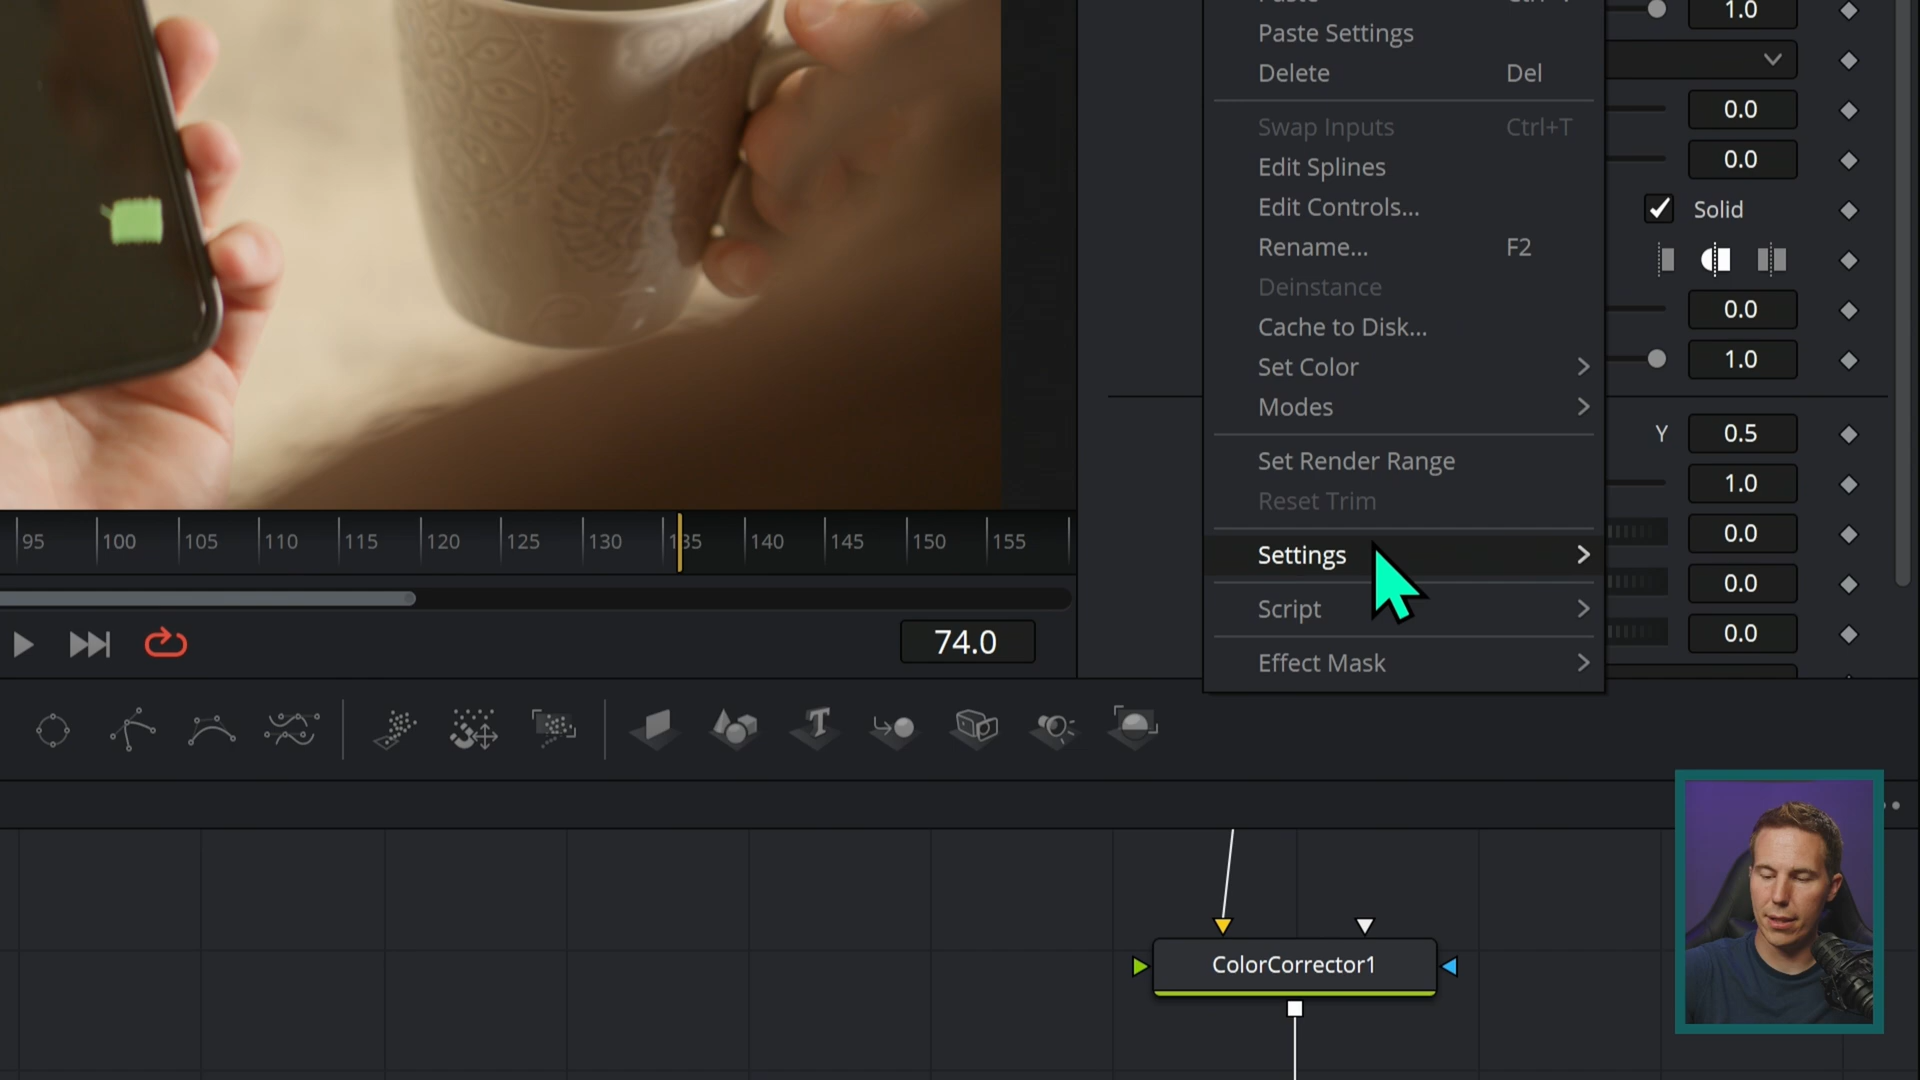 1.0
Paste Settings
Delete Del
0.0
Swap Inputs Ctrl+T
0.0
Edit Splines
Edit Controls...
Solid
Rename... F2
Deinstance
0.0
Cache to Disk...
Set Color
1.0
Modes
Y 0.5
Set Render Range
1.0
Reset Trim
0.0
95 100 105 110 115 120 125 130 135 140 145 150 155
Settings
0.0
Script
0.0
74.0
Effect Mask
ColorCorrector1